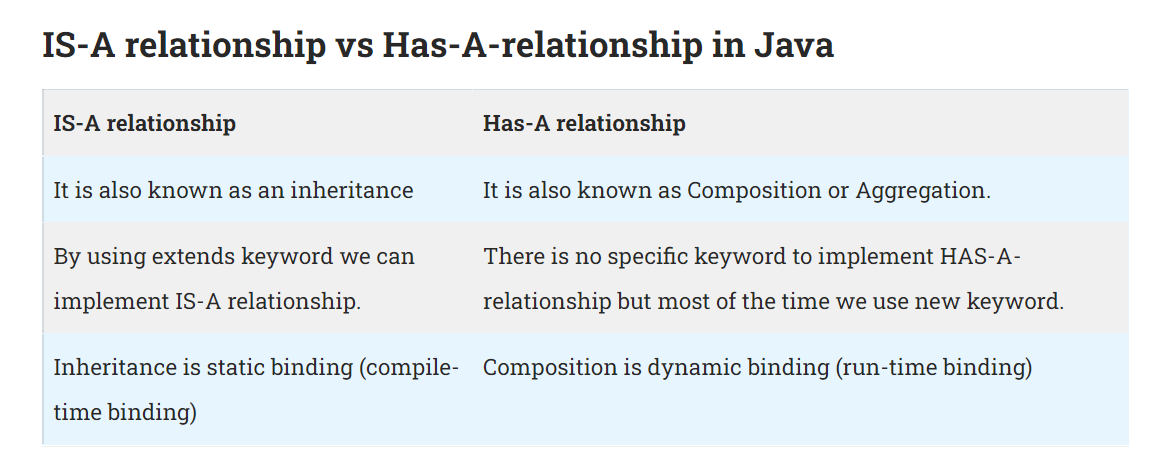 IS-A relationship vs Has-A-relationship in Java
IS-A relationship
Has-A relationship
It is also known as an inheritance
It is also known as Composition or Aggregation.
By using extends keyword we can
implement IS-A relationship.
There is no specific keyword to implement HAS-A-
relationship but most of the time we use new keyword.
Inheritance is static binding (compile-
time binding)
Composition is dynamic binding (run-time binding)